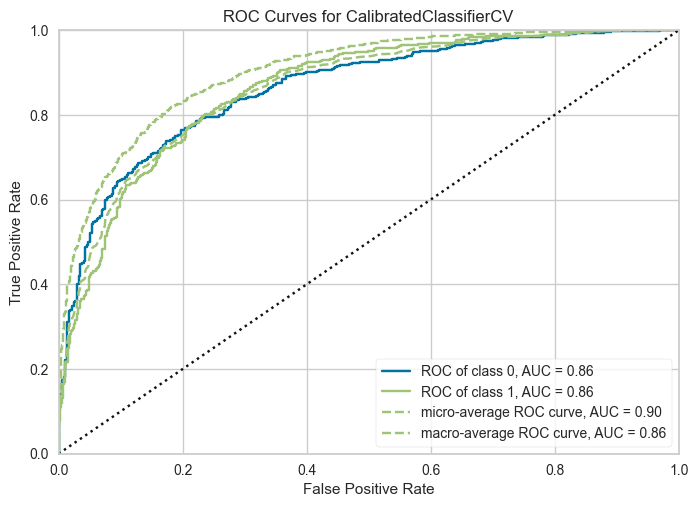 ROC Curves for CalibratedClassifierCV
1.0
0.8
0.6
0.4
0.2
0.0
True Positive Rate
ROC of class 0, AUC = 0.86
ROC of class 1, AUC = 0.86
micro-average ROC curve, AUC = 0.90
macro-average ROC curve, AUC = 0.86
0.0 0.2 0.4 0.6 0.8 1.0
False Positive Rate